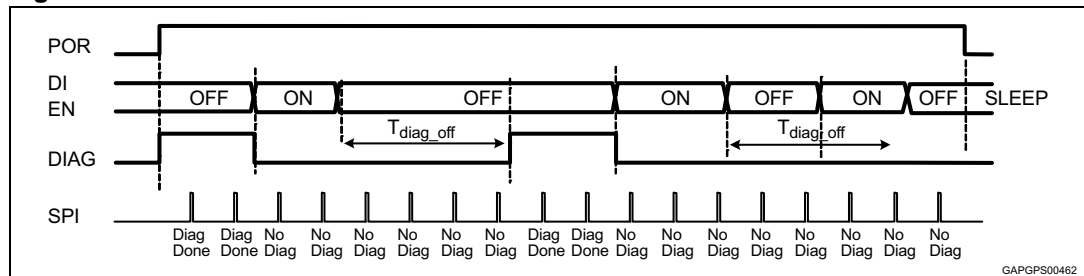 POR
DI
OFF ON OFF ON OFF ON OFF SLEEP
EN
Tdiag_off Tdiag_off
DIAG
SPI
Diag Diag No No No No No No Diag Diag No No No No No No No No
Done Done Diag Diag Diag Diag Diag Diag Done Done Diag Diag Diag Diag Diag Diag Diag Diag
GAPGPS00462